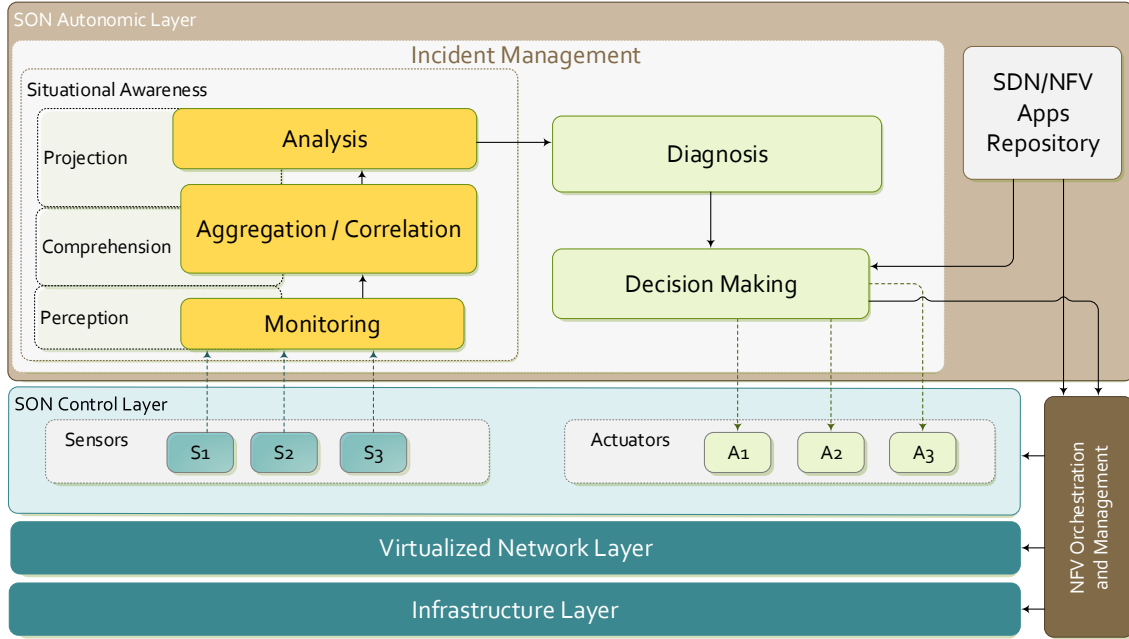 SON Autonomic Layer
Incident Management
Situational Awareness
Projection
Analysis
Comprehension
Aggregation / Correlation
Perception
Monitoring
Diagnosis
Decision Making
SDN/NFV
Apps
Repository
SON Control Layer
Sensors
S1
S2
S3
Actuators
A1
A2
A3
NFV Orchestration
and Management
Virtualized Network Layer
Infrastructure Layer